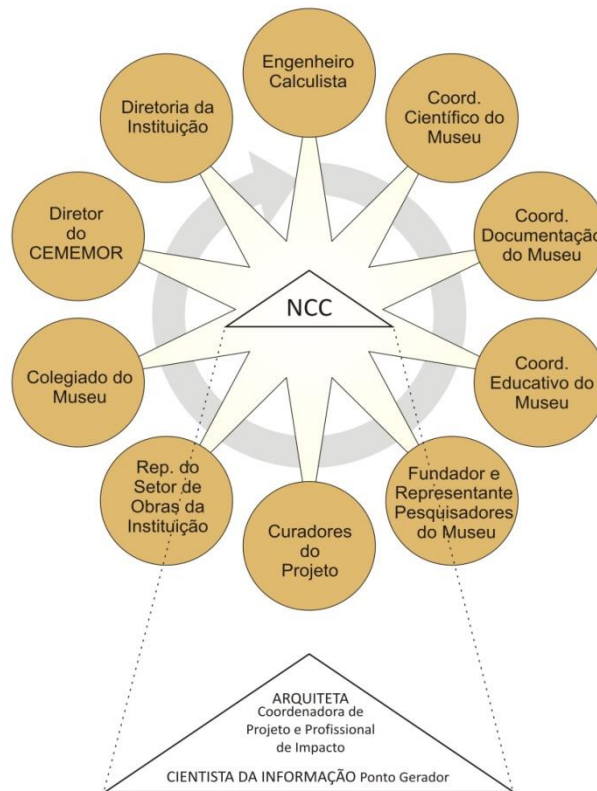 Engenheiro
Calculista
Coord.
Científico do
Museu
Coord.
Documentação
do Museu
Coord.
Educativo do
Museu
Fundador e
Representante
Pesquisadores
do Museu
Curadores
do
Projeto
Rep. do
Setor de
Obras da
Instituição
Colegiado do
Museu
Diretor
do
CEMEMOR
Diretoria da
Instituição
NCC
ARQUITETA
Coordenadora de
Projeto e Profissional
de Impacto
CIENTISTA DA INFORMAÇÃO Ponto Gerador